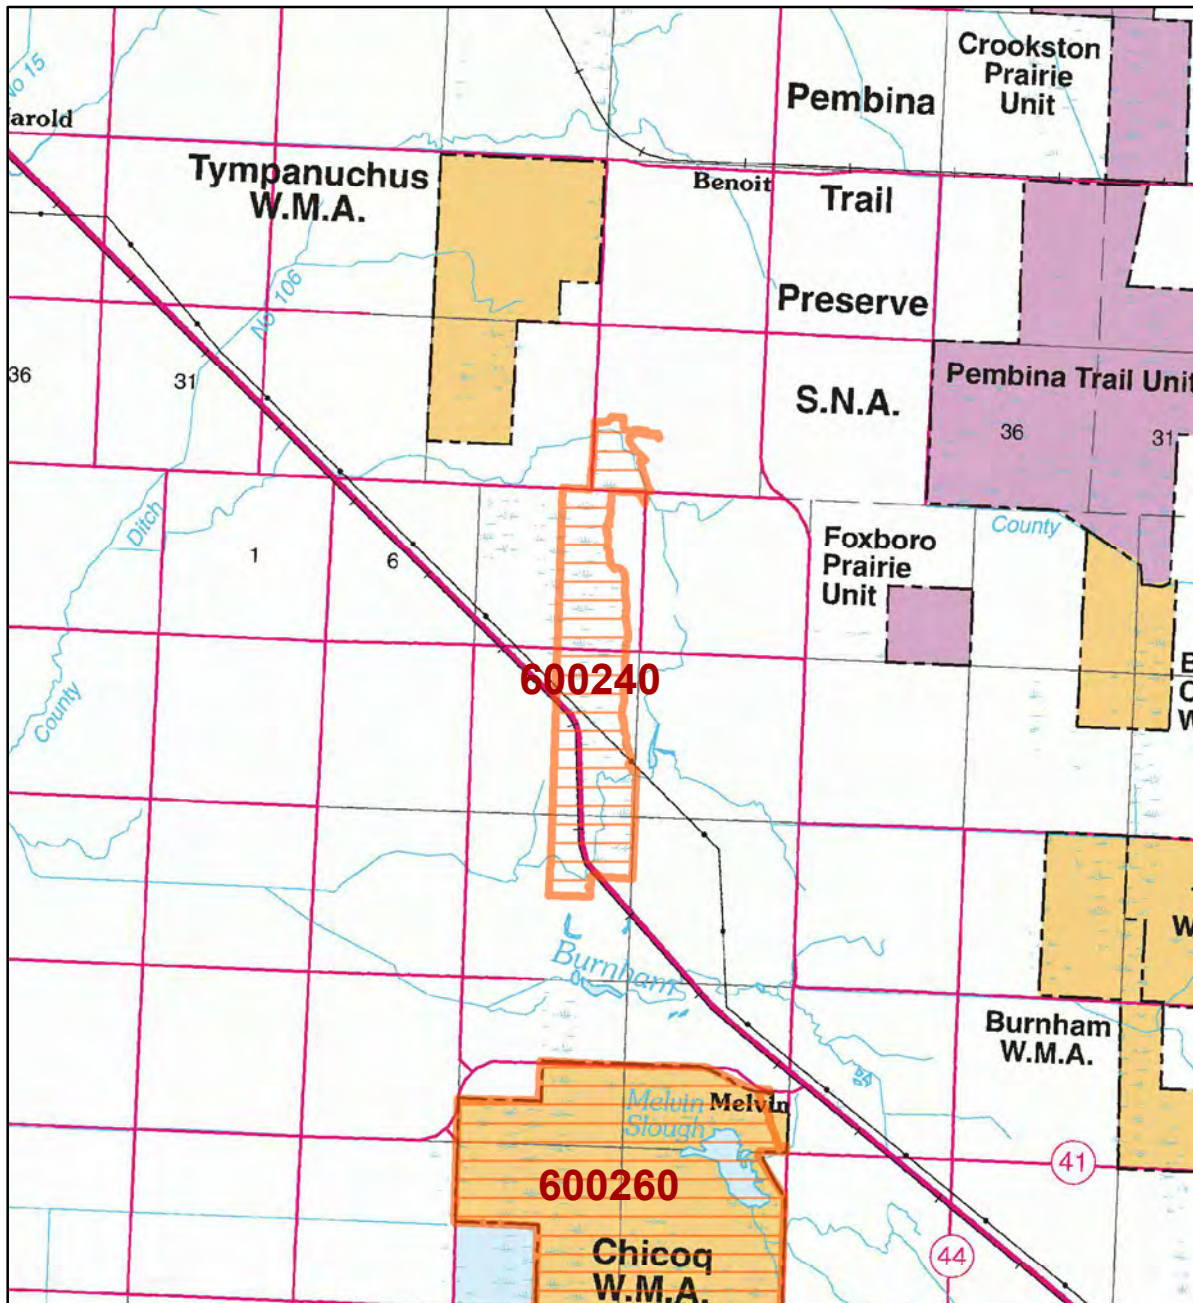 No 15
arold
Crookston
Prairie
Unit
Pembina
Tympanuchus
W.M.A.
Benoit
Trail
Preserve
No 106
36
31
Pembina Trail Unit
S.N.A.
36
31
Ditch
County
1
6
Foxboro
Prairie
Unit
600240
County
E
C
W
Burnham
W
Burnham
W.M.A.
Melvin
Slough
Melvin
41
600260
Chicoq
W.M.A.
44